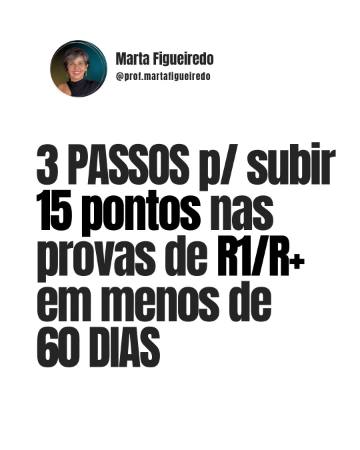 Marta Figueiredo
@prof.martafigueiredo
3 PASSOS p/ subir
15 pontos nas
provas de R1/R+
em menos de
60 DIAS